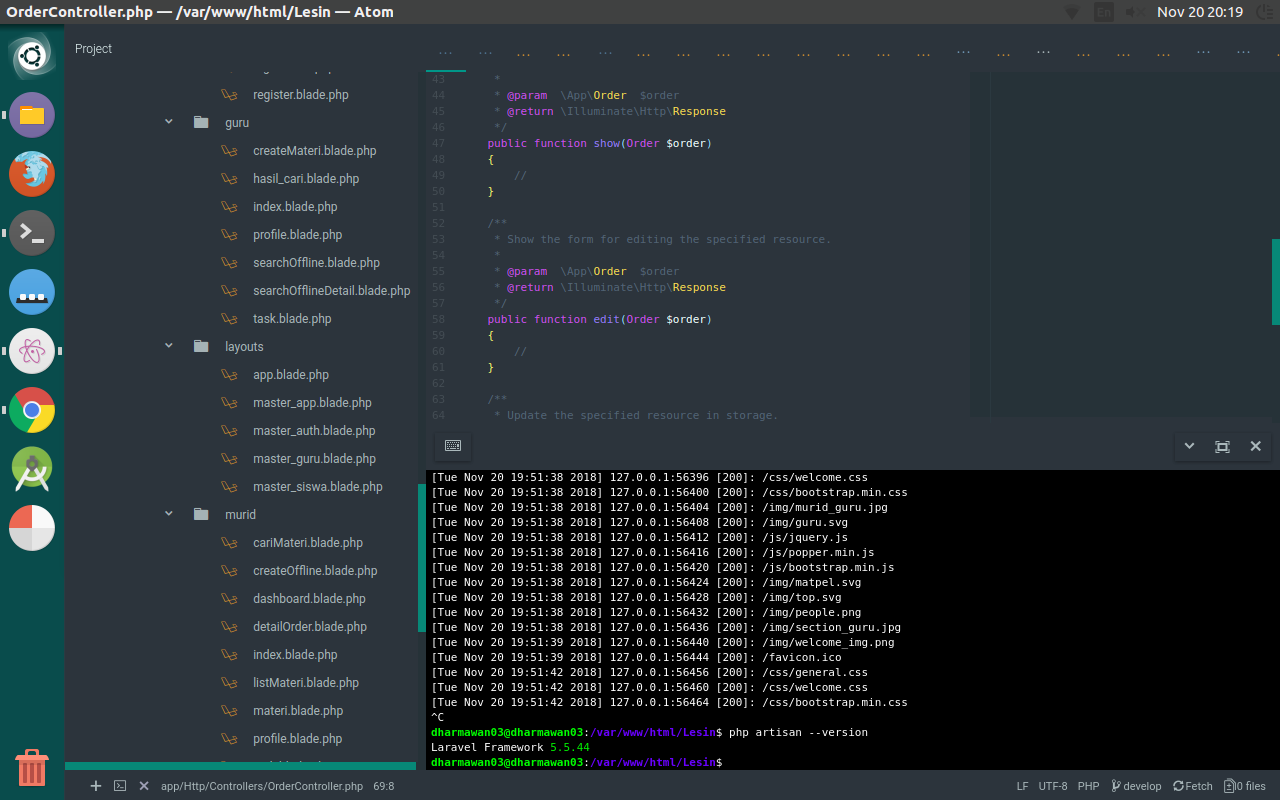 OrderController.php — /var/www/html/Lesin — Atom
En
Nov 20 20:19
Project
register.blade.php
guru
createMateri.blade.php
hasil_cari.blade.php
index.blade.php
profile.blade.php
searchOffline.blade.php
searchOfflineDetail.blade.php
task.blade.php
layouts
app.blade.php
master_app.blade.php
master_auth.blade.php
master_guru.blade.php
master_siswa.blade.php
murid
cariMateri.blade.php
createOffline.blade.php
dashboard.blade.php
detailOrder.blade.php
index.blade.php
listMateri.blade.php
materi.blade.php
profile.blade.php
43 *
44 * @param \App\Order $order
45 * @return \Illuminate\Http\Response
46 */
47 public function show(Order $order)
48 {
49 //
50 }
51
52 /**
53 * Show the form for editing the specified resource.
54 *
55 * @param \App\Order $order
56 * @return \Illuminate\Http\Response
57 */
58 public function edit(Order $order)
59 {
60 //
61 }
62
63 /**
64 * Update the specified resource in storage.
[Tue Nov 20 19:51:38 2018] 127.0.0.1:56396 [200]: /css/welcome.css
[Tue Nov 20 19:51:38 2018] 127.0.0.1:56400 [200]: /css/bootstrap.min.css
[Tue Nov 20 19:51:38 2018] 127.0.0.1:56404 [200]: /img/murid_guru.jpg
[Tue Nov 20 19:51:38 2018] 127.0.0.1:56408 [200]: /img/guru.svg
[Tue Nov 20 19:51:38 2018] 127.0.0.1:56412 [200]: /js/jquery.js
[Tue Nov 20 19:51:38 2018] 127.0.0.1:56416 [200]: /js/popper.min.js
[Tue Nov 20 19:51:38 2018] 127.0.0.1:56420 [200]: /js/bootstrap.min.js
[Tue Nov 20 19:51:38 2018] 127.0.0.1:56424 [200]: /img/matpel.svg
[Tue Nov 20 19:51:38 2018] 127.0.0.1:56428 [200]: /img/top.svg
[Tue Nov 20 19:51:38 2018] 127.0.0.1:56432 [200]: /img/people.png
[Tue Nov 20 19:51:38 2018] 127.0.0.1:56436 [200]: /img/section_guru.jpg
[Tue Nov 20 19:51:39 2018] 127.0.0.1:56440 [200]: /img/welcome_img.png
[Tue Nov 20 19:51:39 2018] 127.0.0.1:56444 [200]: /favicon.ico
[Tue Nov 20 19:51:42 2018] 127.0.0.1:56456 [200]: /css/general.css
[Tue Nov 20 19:51:42 2018] 127.0.0.1:56460 [200]: /css/welcome.css
[Tue Nov 20 19:51:42 2018] 127.0.0.1:56464 [200]: /css/bootstrap.min.css
^C
dharmawan03@dharmawan03:/var/www/html/Lesin$ php artisan --version
Laravel Framework 5.5.44
dharmawan03@dharmawan03:/var/www/html/Lesin$
app/Http/Controllers/OrderController.php 69:8
LF UTF-8 PHP develop Fetch 0 files